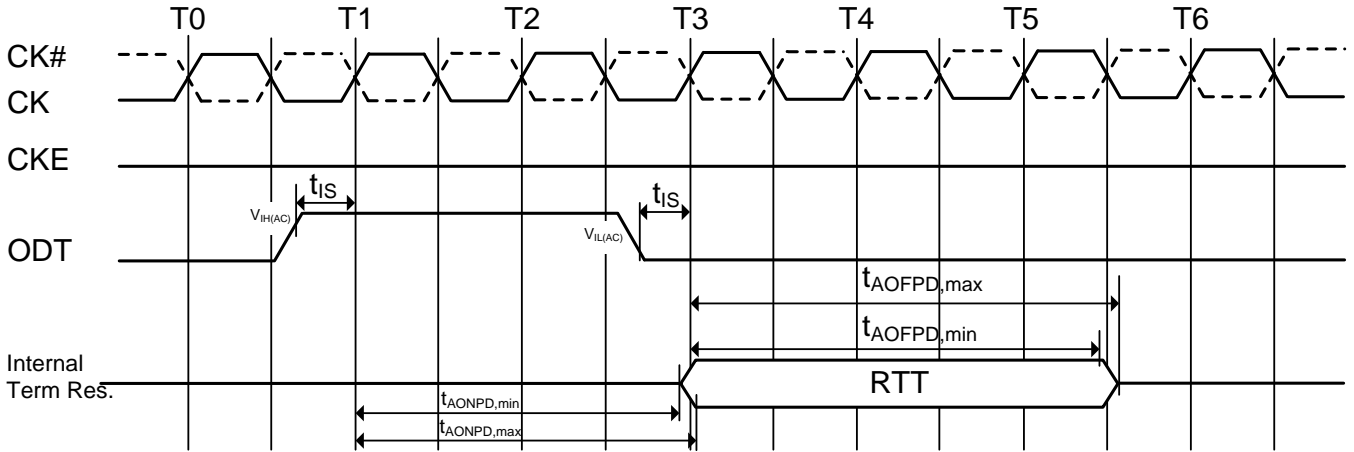 T0 T1 T2 T3 T4 T5 T6
CK#
CK
CKE
tIS tIS
VIH(AC) VIL(AC)
ODT
tAOFPD,max
tAOFPD,min
Internal
Term Res.
RTT
tAONPD,min
tAONPD,max